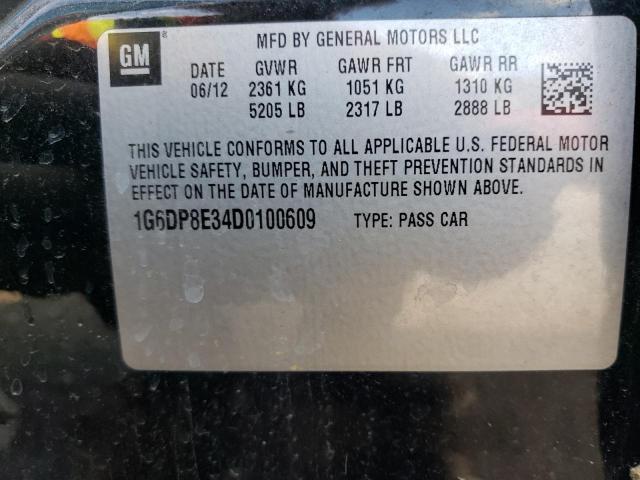 GM
®
MFD BY GENERAL MOTORS LLC
DATE GVWR GAWR FRT GAWR RR
06/12 2361 KG 1051 KG 1310 KG
5205 LB 2317 LB 2888 LB
THIS VEHICLE CONFORMS TO ALL APPLICABLE U.S. FEDERAL MOTOR
VEHICLE SAFETY, BUMPER, AND THEFT PREVENTION STANDARDS IN
EFFECT ON THE DATE OF MANUFACTURE SHOWN ABOVE.
1G6DP8E34D0100609 TYPE: PASS CAR